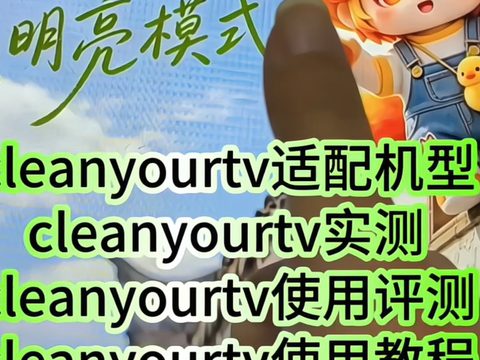 明亮模式
cleanyourtv适配机型
cleanyourtv实测
cleanyourtv使用评测
cleanyourtv使用教程